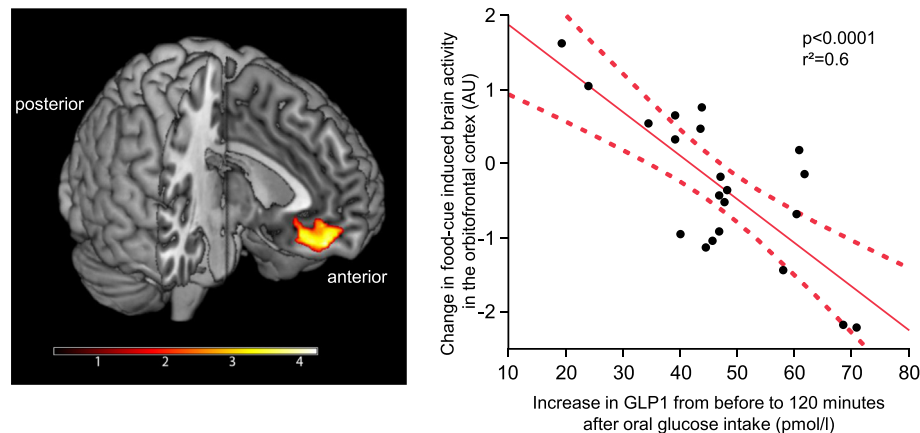 posterior
anterior
1 2 3 4
Change in food-cue induced brain activity
in the orbitofrontal cortex (AU)
2
1
0
-1
-2
p<0.0001
r²=0.6
10 20 30 40 50 60 70 80
Increase in GLP1 from before to 120 minutes
after oral glucose intake (pmol/l)